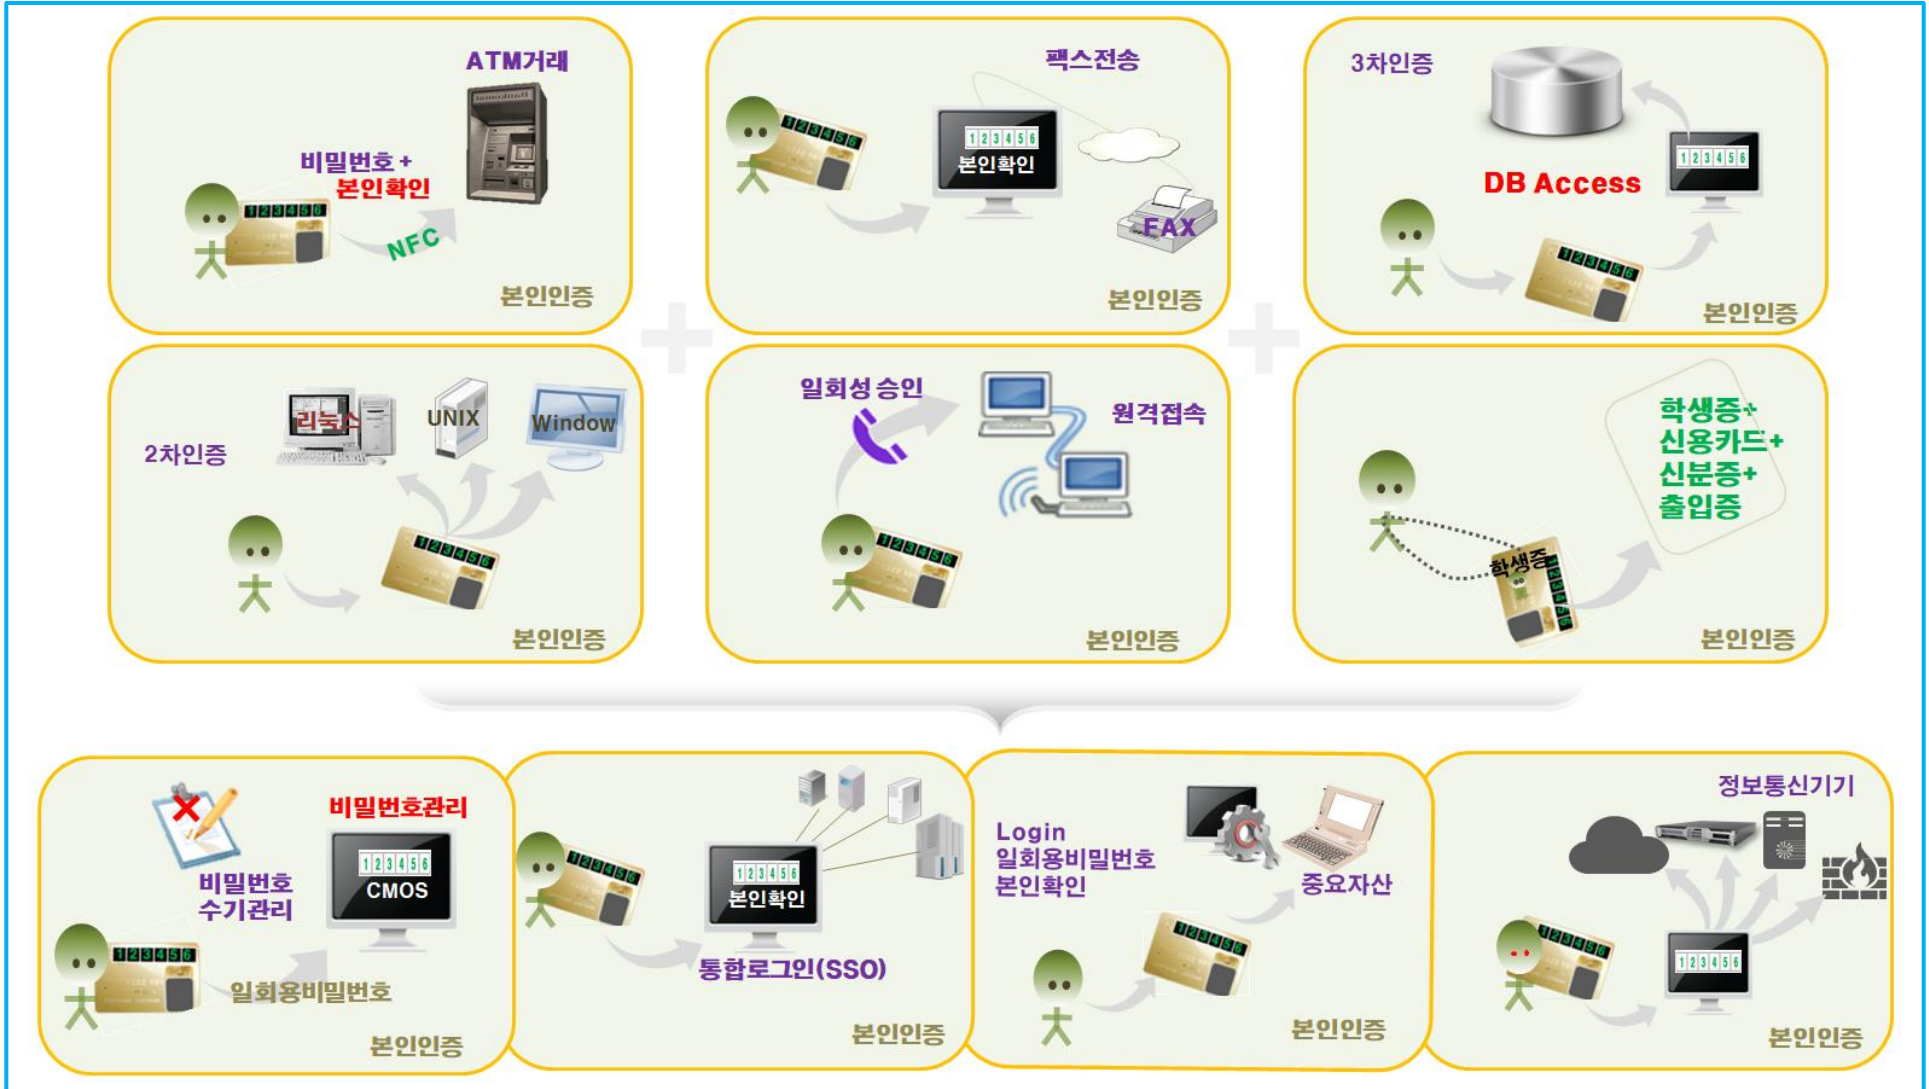 ATM거래
비밀번호 +
본인확인
123456
NFC
본인인증
팩스전송
123456
123456
본인확인
FAX
본인인증
3차인증
123456
DB Access
123456
본인인증
2차인증
리눅스
UNIX
Window
123456
본인인증
일회성 승인
원격접속
123456
본인인증
학생증+
신용카드+
신분증+
출입증
학생증
123456
본인인증
비밀번호관리
123456
CMOS
비밀번호
수기관리
123456
일회용비밀번호
본인인증
123456
123456
본인확인
통합로그인(SSO)
본인인증
Login
일회용비밀번호
본인확인
중요자산
123456
본인인증
정보통신기기
123456
123456
본인인증